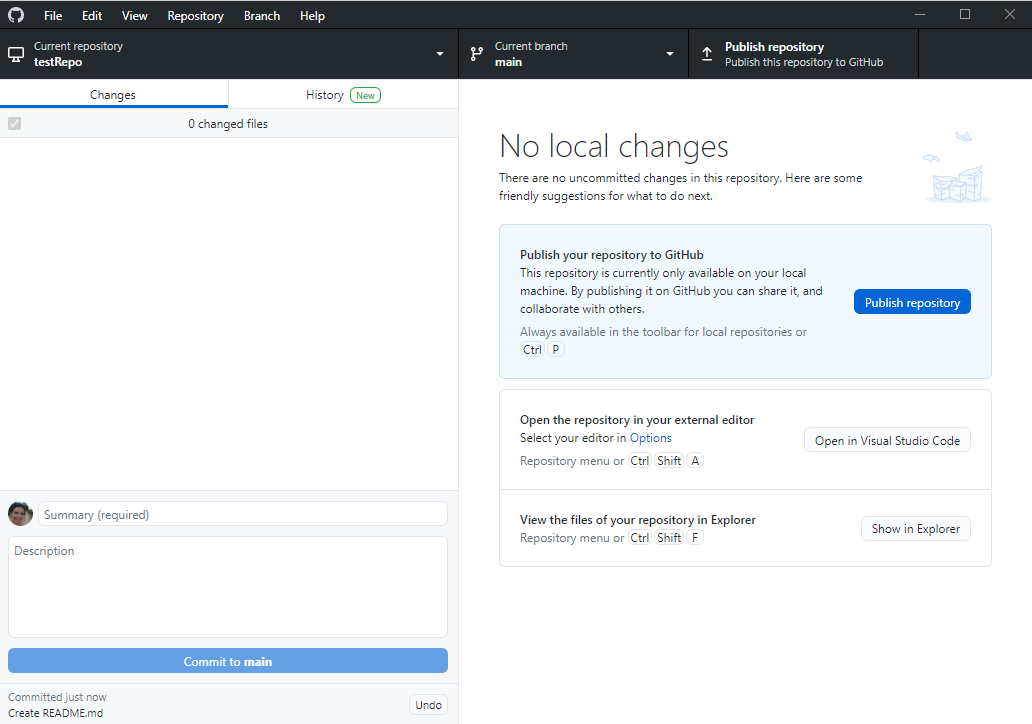 File Edit View Repository Branch Help
Current repository
testRepo
Current branch
main
Publish repository
Publish this repository to GitHub
Changes
History New
0 changed files
No local changes
There are no uncommitted changes in this repository. Here are some
friendly suggestions for what to do next.
Publish your repository to GitHub
This repository is currently only available on your local
machine. By publishing it on GitHub you can share it, and
collaborate with others.
Always available in the toolbar for local repositories or
Ctrl P
Publish repository
Open the repository in your external editor
Select your editor in Options
Repository menu or Ctrl Shift A
Open in Visual Studio Code
View the files of your repository in Explorer
Repository menu or Ctrl Shift F
Show in Explorer
Summary (required)
Description
Commit to main
Committed just now
Create README.md
Undo